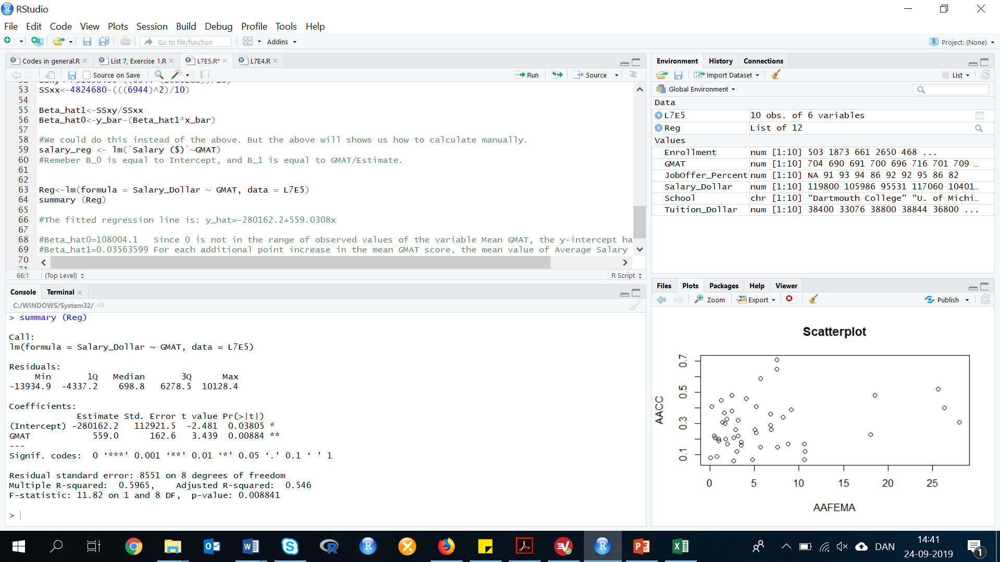 RStudio
File Edit Code View Plots Session Build Debug Profile Tools Help
Go to file/function Addins Project: (None)
Codes in general.R List 7, Exercise 1.R L7E5.R* L7E4.R
Source on Save Run Source
53 SSxx<-4824680-(((6944)^2)/10)
54
55 Beta_hat1<-SSxy/SSxx
56 Beta_hat0<-y_bar-(Beta_hat1*x_bar)
57
58 #We could do this instead of the above. But the above will shows us how to calculate manually.
59 salary_reg <- lm(`Salary ($)`~GMAT)
60 #Remeber B_0 is equal to Intercept, and B_1 is equal to GMAT/Estimate.
61
62
63 Reg<-lm(formula = Salary_Dollar ~ GMAT, data = L7E5)
64 summary (Reg)
65
66 #The fitted regression line is: y_hat=-280162.2+559.0308x
67
68 #Beta_hat0=108004.1 Since 0 is not in the range of observed values of the variable Mean GMAT, the y-intercept ha
69 #Beta_hat1=0.03563599 For each additional point increase in the mean GMAT score, the mean value of Average Salary
70
66:1 (Top Level) R Script
Console Terminal
C:/WINDOWS/System32/
> summary (Reg)
Call:
lm(formula = Salary_Dollar ~ GMAT, data = L7E5)
Residuals:
Min 1Q Median 3Q Max
-13934.9 -4337.2 698.8 6278.5 10128.4
Coefficients:
Estimate Std. Error t value Pr(>|t|)
(Intercept) -280162.2 112921.5 -2.481 0.03805 *
GMAT 559.0 162.6 3.439 0.00884 **
---
Signif. codes: 0 ‘***’ 0.001 ‘**’ 0.01 ‘*’ 0.05 ‘.’ 0.1 ‘ ’ 1
Residual standard error: 8551 on 8 degrees of freedom
Multiple R-squared: 0.5965, Adjusted R-squared: 0.546
F-statistic: 11.82 on 1 and 8 DF, p-value: 0.008841
>
Environment History Connections
Import Dataset List
Global Environment
Data
L7E5 10 obs. of 6 variables
Reg List of 12
Values
Enrollment num [1:10] 503 1873 661 2650 468 ...
GMAT num [1:10] 704 690 691 700 696 716 701 709 …
JobOffer_Percent num [1:10] NA 91 93 94 86 92 92 95 86 82
Salary_Dollar num [1:10] 119800 105986 95531 117060 10401…
School chr [1:10] "Dartmouth College" "U. of Michi…
Tuition_Dollar num [1:10] 38400 33076 38800 38844 36800 ...
Files Plots Packages Help Viewer
Zoom Export Publish
Scatterplot
0.7
0.5
0.3
0.1
AACC
0 5 10 15 20 25
AAFEMA
DAN
14:41
24-09-2019
1